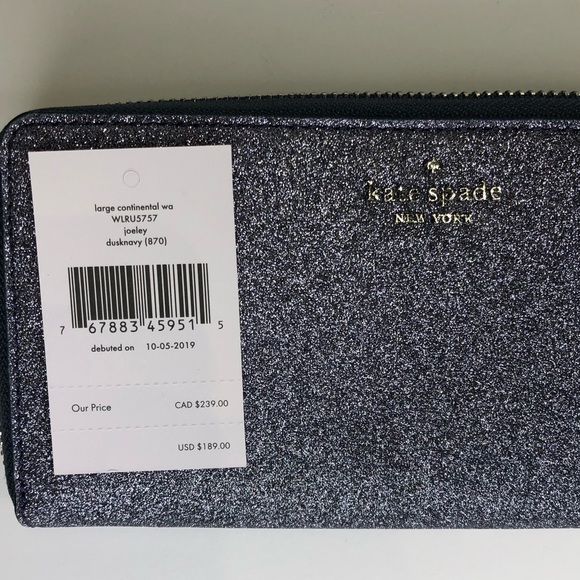 large continental wa
WLRU5757
joeley
dusknavy (870)
7 67883 45951 5
debuted on 10-05-2019
Our Price CAD $239.00
USD $189.00
kate spade
NEW YORK